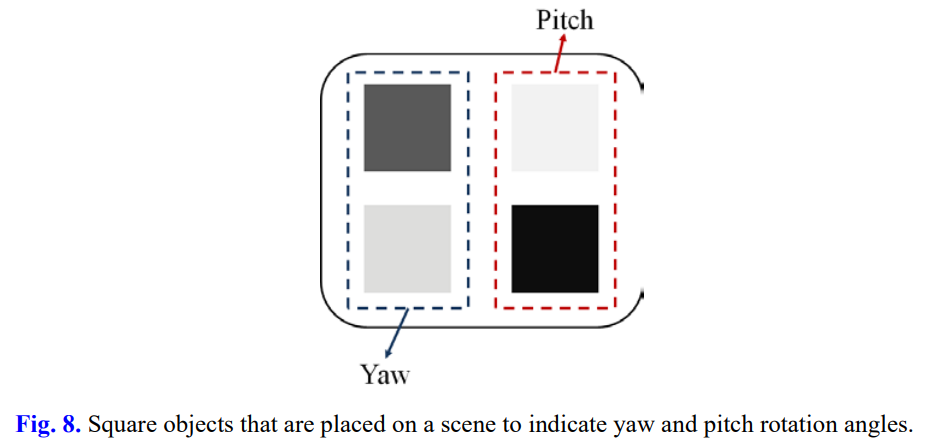 Pitch
Yaw
Fig. 8. Square objects that are placed on a scene to indicate yaw and pitch rotation angles.